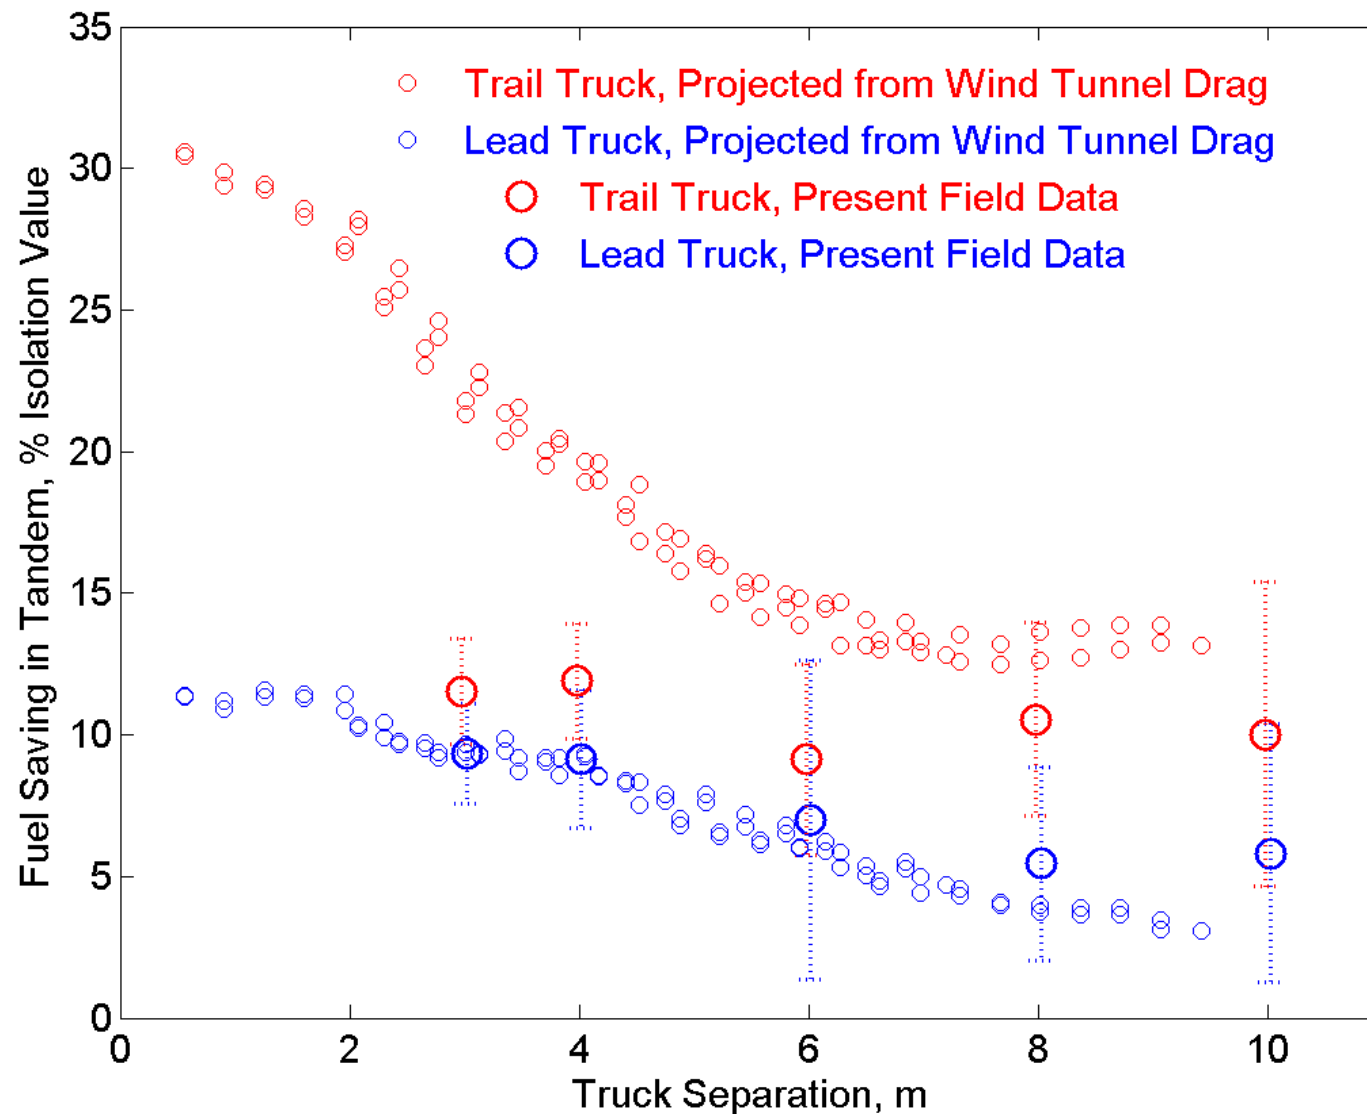 35
30
25
20
15
10
5
0
Fuel Saving in Tandem, % Isolation Value
Trail Truck, Projected from Wind Tunnel Drag
Lead Truck, Projected from Wind Tunnel Drag
Trail Truck, Present Field Data
Lead Truck, Present Field Data
0 2 4 6 8 10
Truck Separation, m